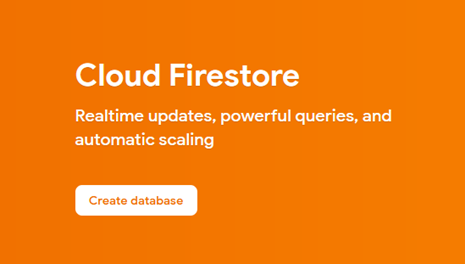 Cloud Firestore
Realtime updates, powerful queries, and
automatic scaling
Create database